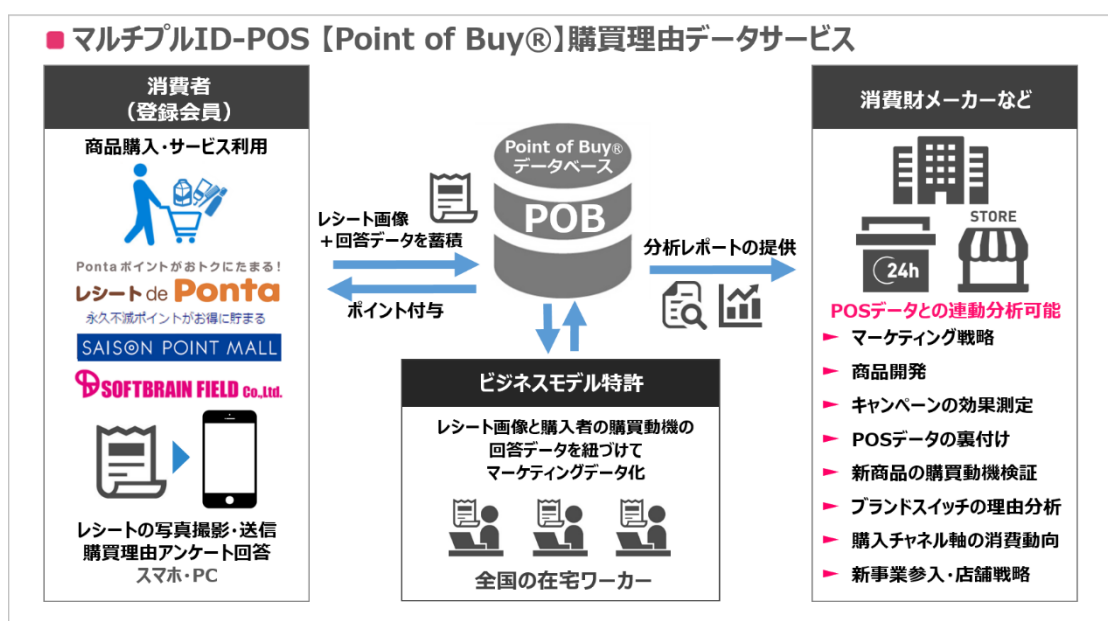 マルチプルID-POS【Point of Buy®】購買理由データサービス
消費者
（登録会員）
商品購入・サービス利用
Pontaポイントがおトクにたまる！
レシート de Ponta
永久不滅ポイントがお得に貯まる
SAISON POINT MALL
SOFTBRAIN FIELD Co.,Ltd.
レシートの写真撮影・送信
購買理由アンケート回答
スマホ・PC
レシート画像
＋回答データを蓄積
ポイント付与
Point of Buy®
データベース
POB
分析レポートの提供
ビジネスモデル特許
レシート画像と購入者の購買動機の
回答データを紐づけて
マーケティングデータ化
全国の在宅ワーカー
消費財メーカーなど
STORE
24h
POSデータとの連動分析可能
► マーケティング戦略
► 商品開発
► キャンペーンの効果測定
► POSデータの裏付け
► 新商品の購買動機検証
► ブランドスイッチの理由分析
► 購入チャネル軸の消費動向
► 新事業参入・店舗戦略